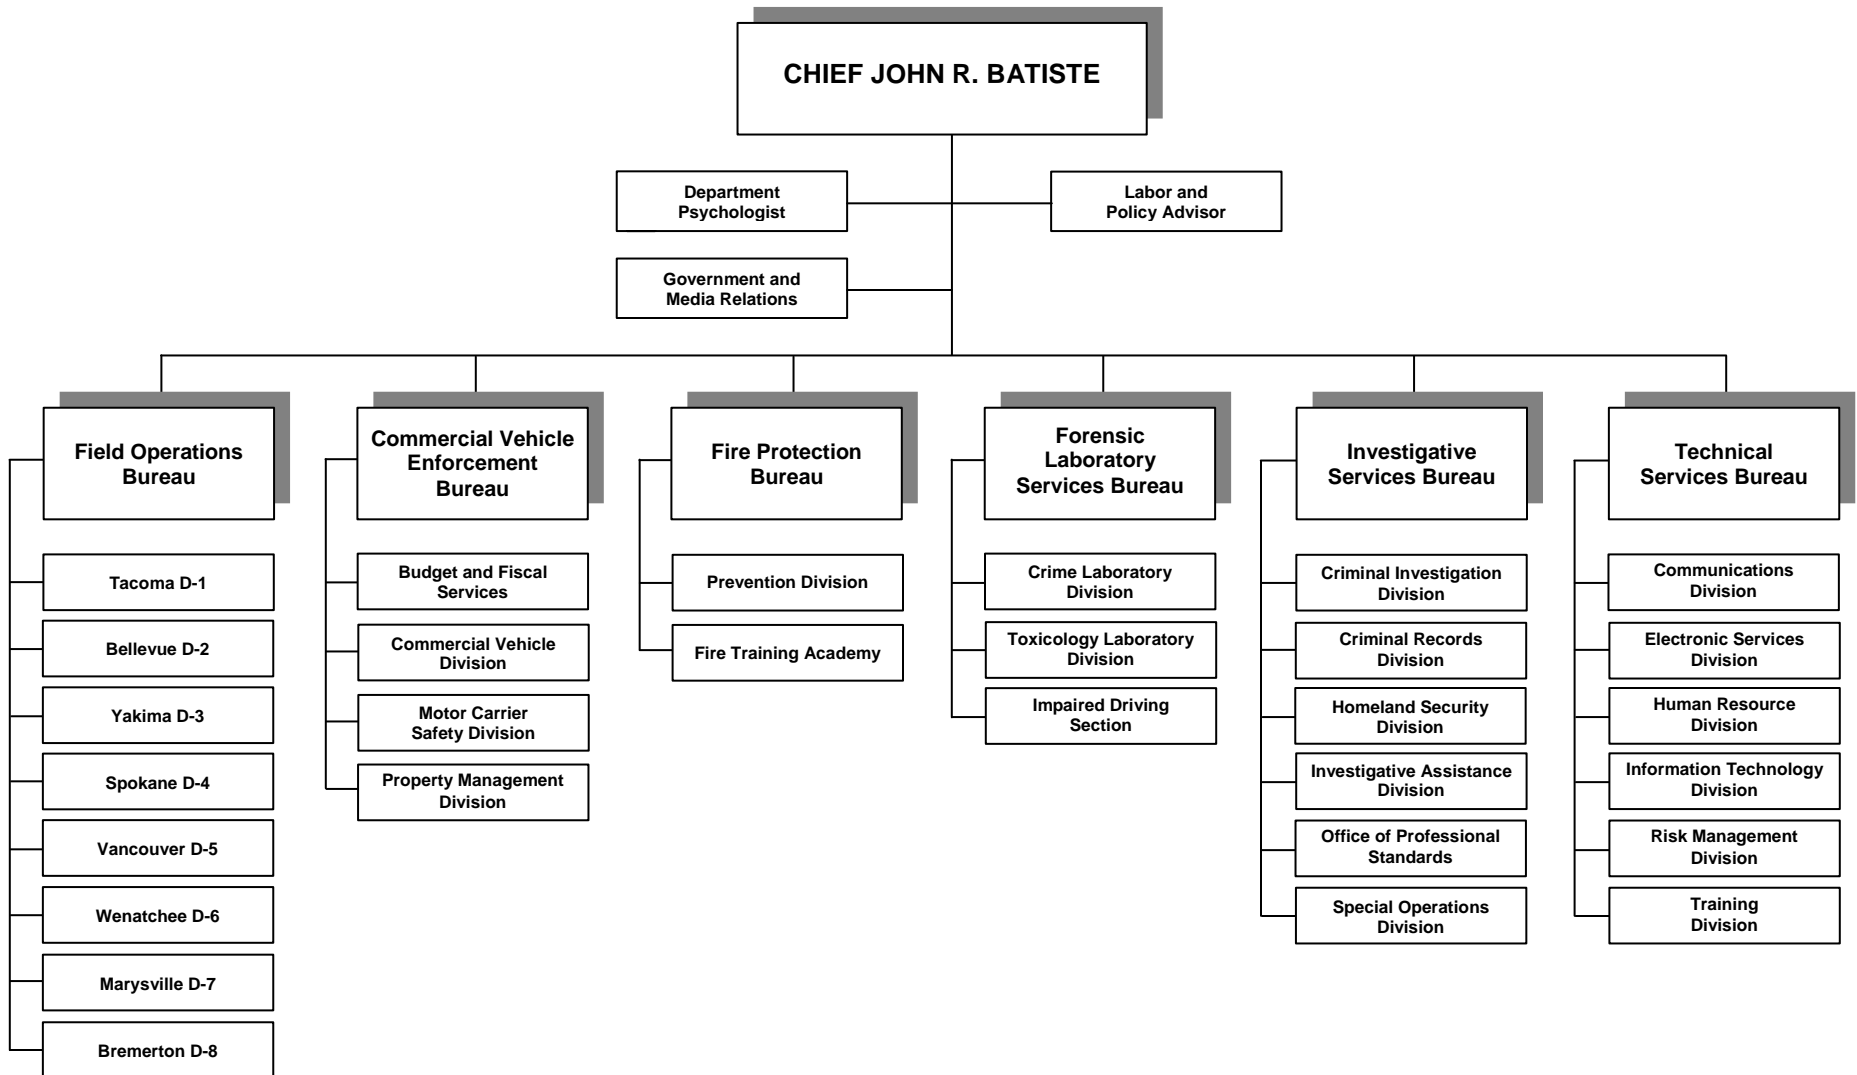 CHIEF JOHN R. BATISTE
Department
Psychologist
Labor and
Policy Advisor
Government and
Media Relations
Field Operations
Bureau
Tacoma D-1
Bellevue D-2
Yakima D-3
Spokane D-4
Vancouver D-5
Wenatchee D-6
Marysville D-7
Bremerton D-8
Commercial Vehicle
Enforcement
Bureau
Budget and Fiscal
Services
Commercial Vehicle
Division
Motor Carrier
Safety Division
Property Management
Division
Fire Protection
Bureau
Prevention Division
Fire Training Academy
Forensic
Laboratory
Services Bureau
Crime Laboratory
Division
Toxicology Laboratory
Division
Impaired Driving
Section
Investigative
Services Bureau
Criminal Investigation
Division
Criminal Records
Division
Homeland Security
Division
Investigative Assistance
Division
Office of Professional
Standards
Special Operations
Division
Technical
Services Bureau
Communications
Division
Electronic Services
Division
Human Resource
Division
Information Technology
Division
Risk Management
Division
Training
Division